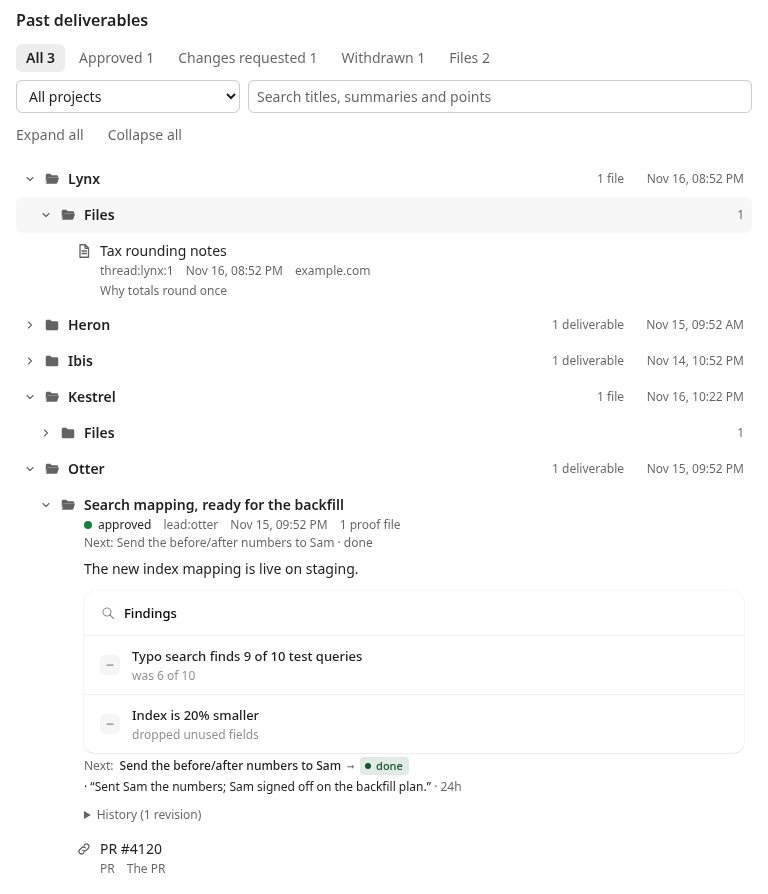 Past deliverables
All 3 Approved 1 Changes requested 1 Withdrawn 1 Files 2
All projects Search titles, summaries and points
Expand all Collapse all
Lynx 1 file Nov 16, 08:52 PM
Files 1
Tax rounding notes
thread:lynx:1 Nov 16, 08:52 PM example.com
Why totals round once
Heron 1 deliverable Nov 15, 09:52 AM
Ibis 1 deliverable Nov 14, 10:52 PM
Kestrel 1 file Nov 16, 10:22 PM
Files 1
Otter 1 deliverable Nov 15, 09:52 PM
Search mapping, ready for the backfill
approved lead:otter Nov 15, 09:52 PM 1 proof file
Next: Send the before/after numbers to Sam · done
The new index mapping is live on staging.
Findings
Typo search finds 9 of 10 test queries
was 6 of 10
Index is 20% smaller
dropped unused fields
Next: Send the before/after numbers to Sam → done
· “Sent Sam the numbers; Sam signed off on the backfill plan.” · 24h
History (1 revision)
PR #4120
PR The PR